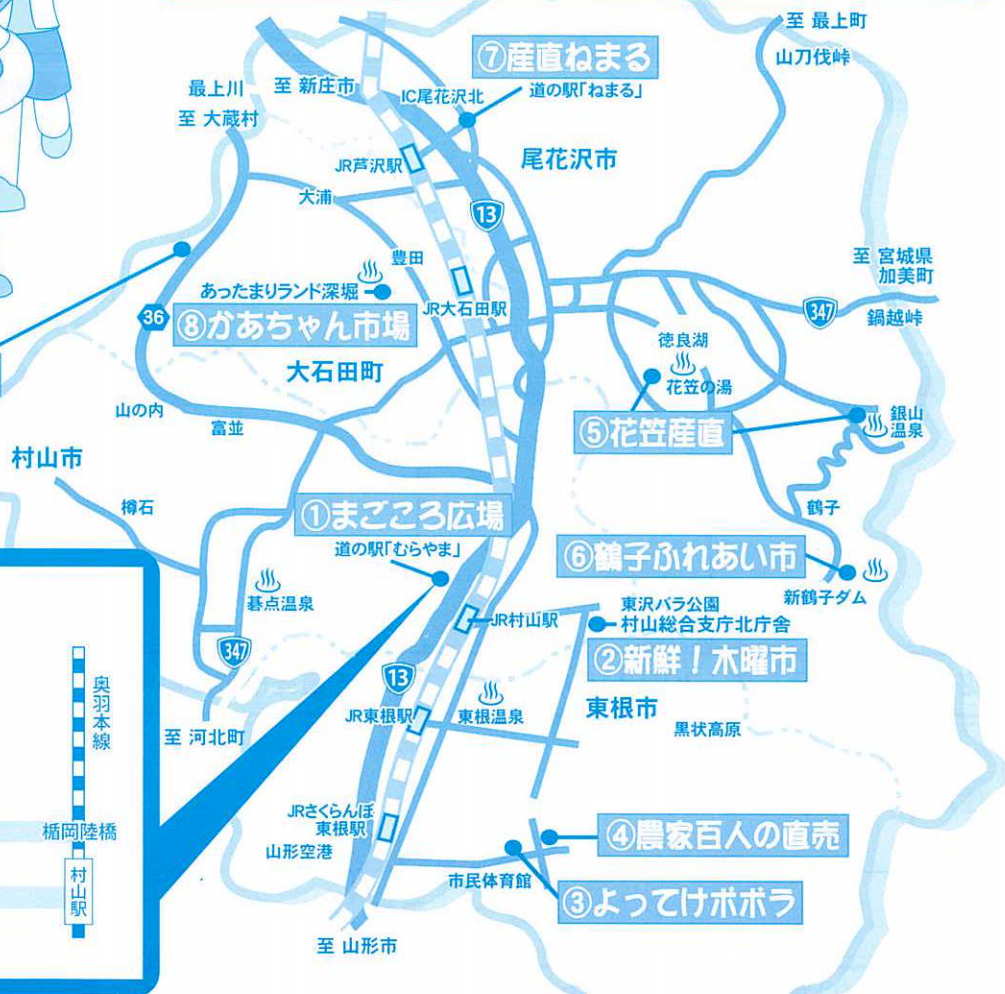 至 最上町
山刀伐峠
⑦産直ねまる
道の駅「ねまる」
最上川
至 新庄市
IC尾花沢北
至 大蔵村
JR芦沢駅
尾花沢市
大浦
13
豊田
至 宮城県
加美町
あったまりランド深堀
JR大石田駅
36
⑧かあちゃん市場
347
鍋越峠
徳良湖
大石田町
花笠の湯
山の内
富並
⑤花笠産直
銀山
温泉
村山市
樽石
①まごころ広場
道の駅「むらやま」
鶴子
⑥鶴子ふれあい市
新鶴子ダム
碁点温泉
JR村山駅
東沢バラ公園
村山総合支庁北庁舎
②新鮮!木曜市
347
13
JR東根駅
東根温泉
東根市
黒状高原
至 河北町
奥羽本線
楯岡陸橋
村山駅
JRさくらんぼ
東根駅
山形空港
④農家百人の直売
市民体育館
③よってけポポラ
至 山形市